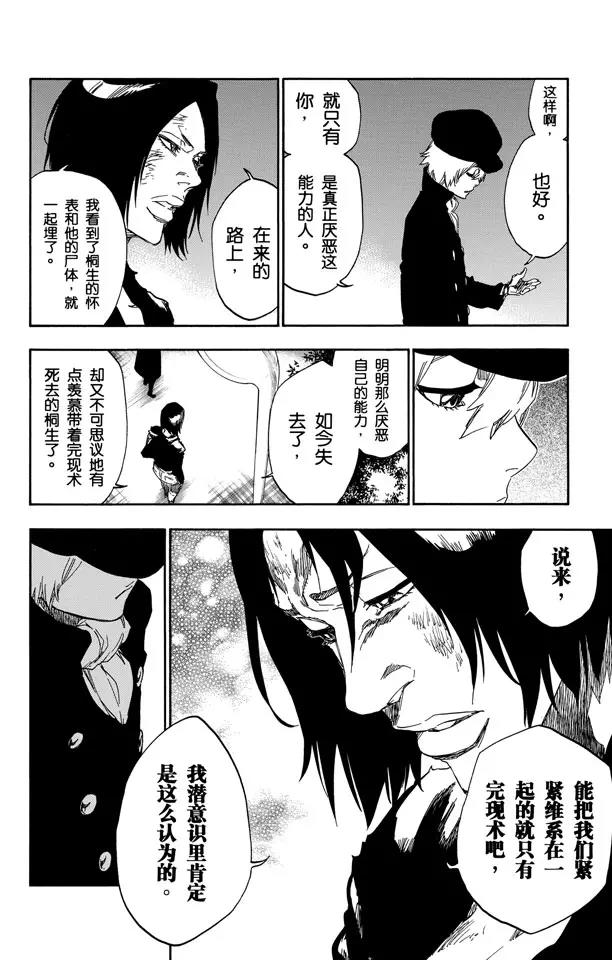 这样啊，
也好。
就只有
你，
是真正厌恶这
能力的人。
在来的
路上，
我看到了桐生的怀
表和他的尸体，就
一起埋了。
明明那么厌恶
自己的能力，
如今失
去了，
却又不可思议地有
点羡慕带着完现术
死去的桐生了。
说来，
能把我们紧
紧维系在一
起的就只有
完现术吧，
我潜意识里肯定
是这么认为的。